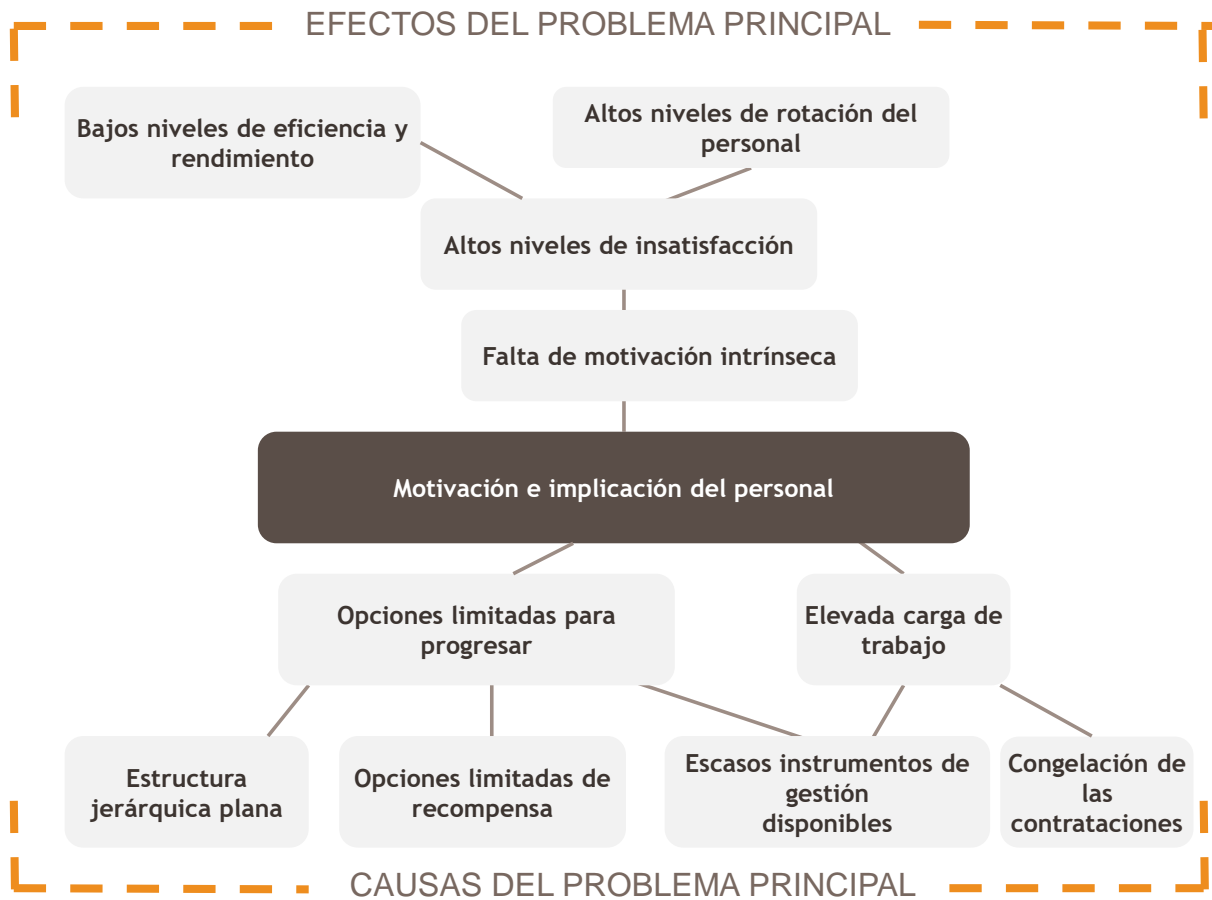 EFECTOS DEL PROBLEMA PRINCIPAL
Bajos niveles de eficiencia y
rendimiento
Altos niveles de rotación del
personal
Altos niveles de insatisfacción
Falta de motivación intrínseca
Motivación e implicación del personal
Opciones limitadas para
progresar
Elevada carga de
trabajo
Estructura
jerárquica plana
Opciones limitadas de
recompensa
Escasos instrumentos de
gestión
disponibles
Congelación de
las
contrataciones
CAUSAS DEL PROBLEMA PRINCIPAL